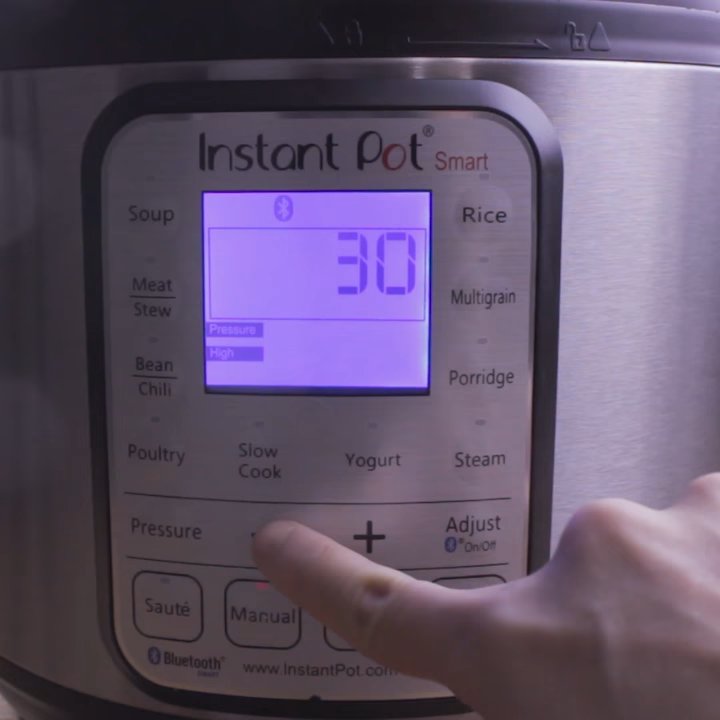 Instant Pot® Smart
30
Pressure
High
Soup
Rice
Meat
Stew
Multigrain
Bean
Chili
Porridge
Poultry
Slow
Cook
Yogurt
Steam
Pressure
+
Adjust
On/Off
Sauté
Manual
Bluetooth®
www.InstantPot.com